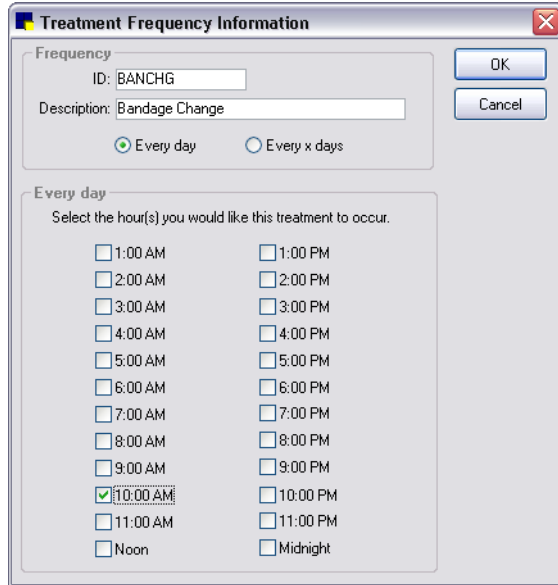 Treatment Frequency Information
Frequency
OK
ID: BANCHG
Cancel
Description: Bandage Change
Every day Every x days
Every day
Select the hour(s) you would like this treatment to occur.
1:00 AM 1:00 PM
2:00 AM 2:00 PM
3:00 AM 3:00 PM
4:00 AM 4:00 PM
5:00 AM 5:00 PM
6:00 AM 6:00 PM
7:00 AM 7:00 PM
8:00 AM 8:00 PM
9:00 AM 9:00 PM
10:00 AM 10:00 PM
11:00 AM 11:00 PM
Noon Midnight